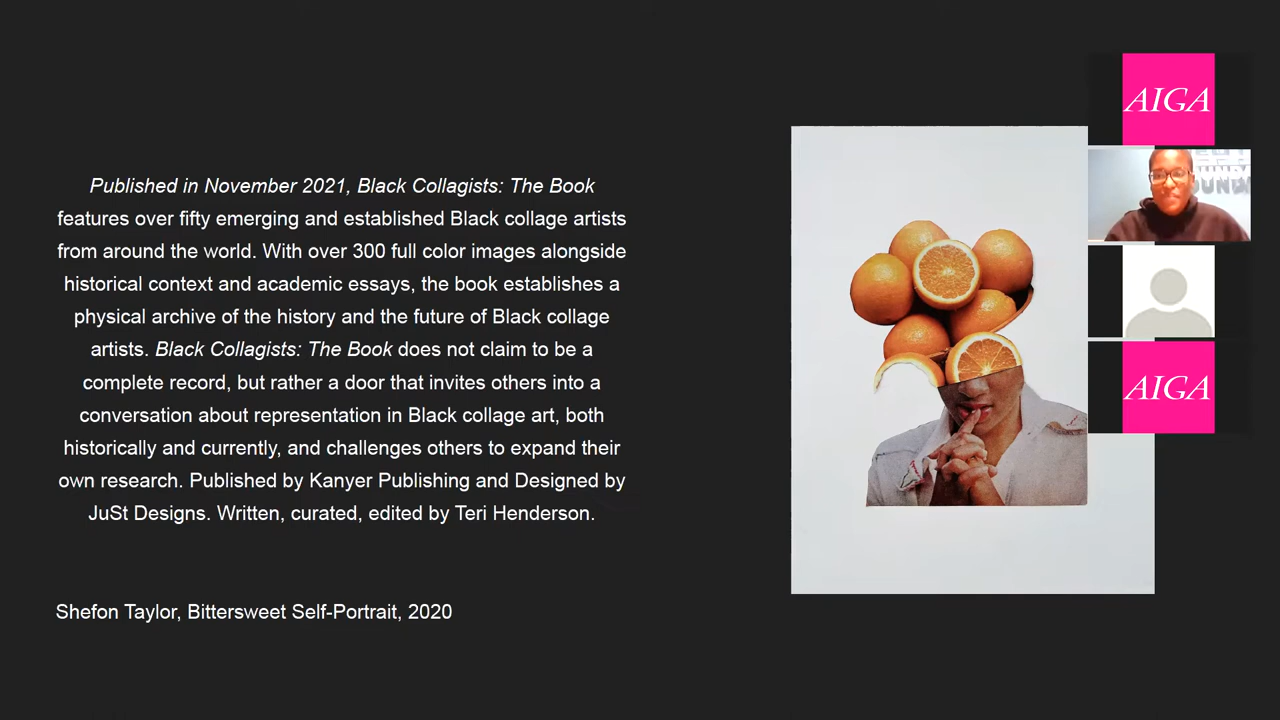 Published in November 2021, Black Collagists: The Book
features over fifty emerging and established Black collage artists
from around the world. With over 300 full color images alongside
historical context and academic essays, the book establishes a
physical archive of the history and the future of Black collage
artists. Black Collagists: The Book does not claim to be a
complete record, but rather a door that invites others into a
conversation about representation in Black collage art, both
historically and currently, and challenges others to expand their
own research. Published by Kanyer Publishing and Designed by
JuSt Designs. Written, curated, edited by Teri Henderson.
Shefon Taylor, Bittersweet Self-Portrait, 2020
AIGA
AIGA